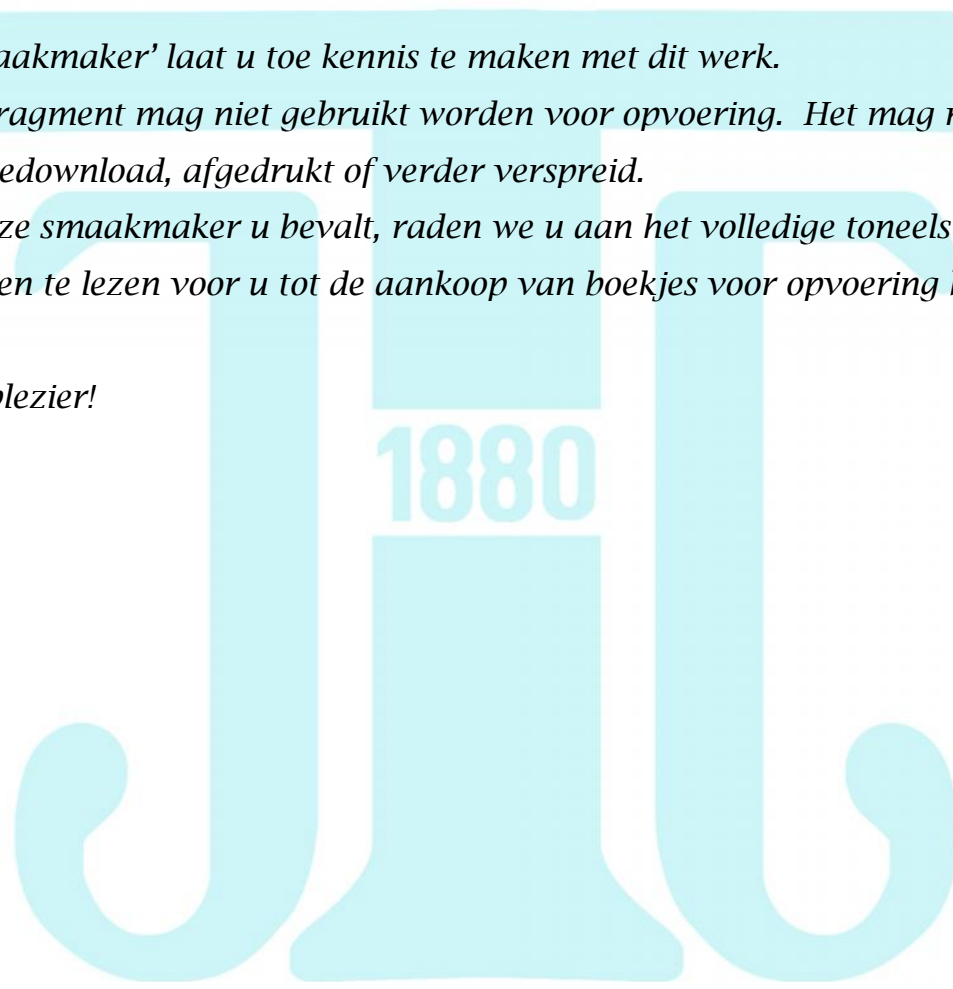 aakmaker’ laat u toe kennis te maken met dit werk.
ragment mag niet gebruikt worden voor opvoering. Het mag
edownload, afgedrukt of verder verspreid.
ze smaakmaker u bevalt, raden we u aan het volledige toneels
en te lezen voor u tot de aankoop van boekjes voor opvoering
plezier!
1880